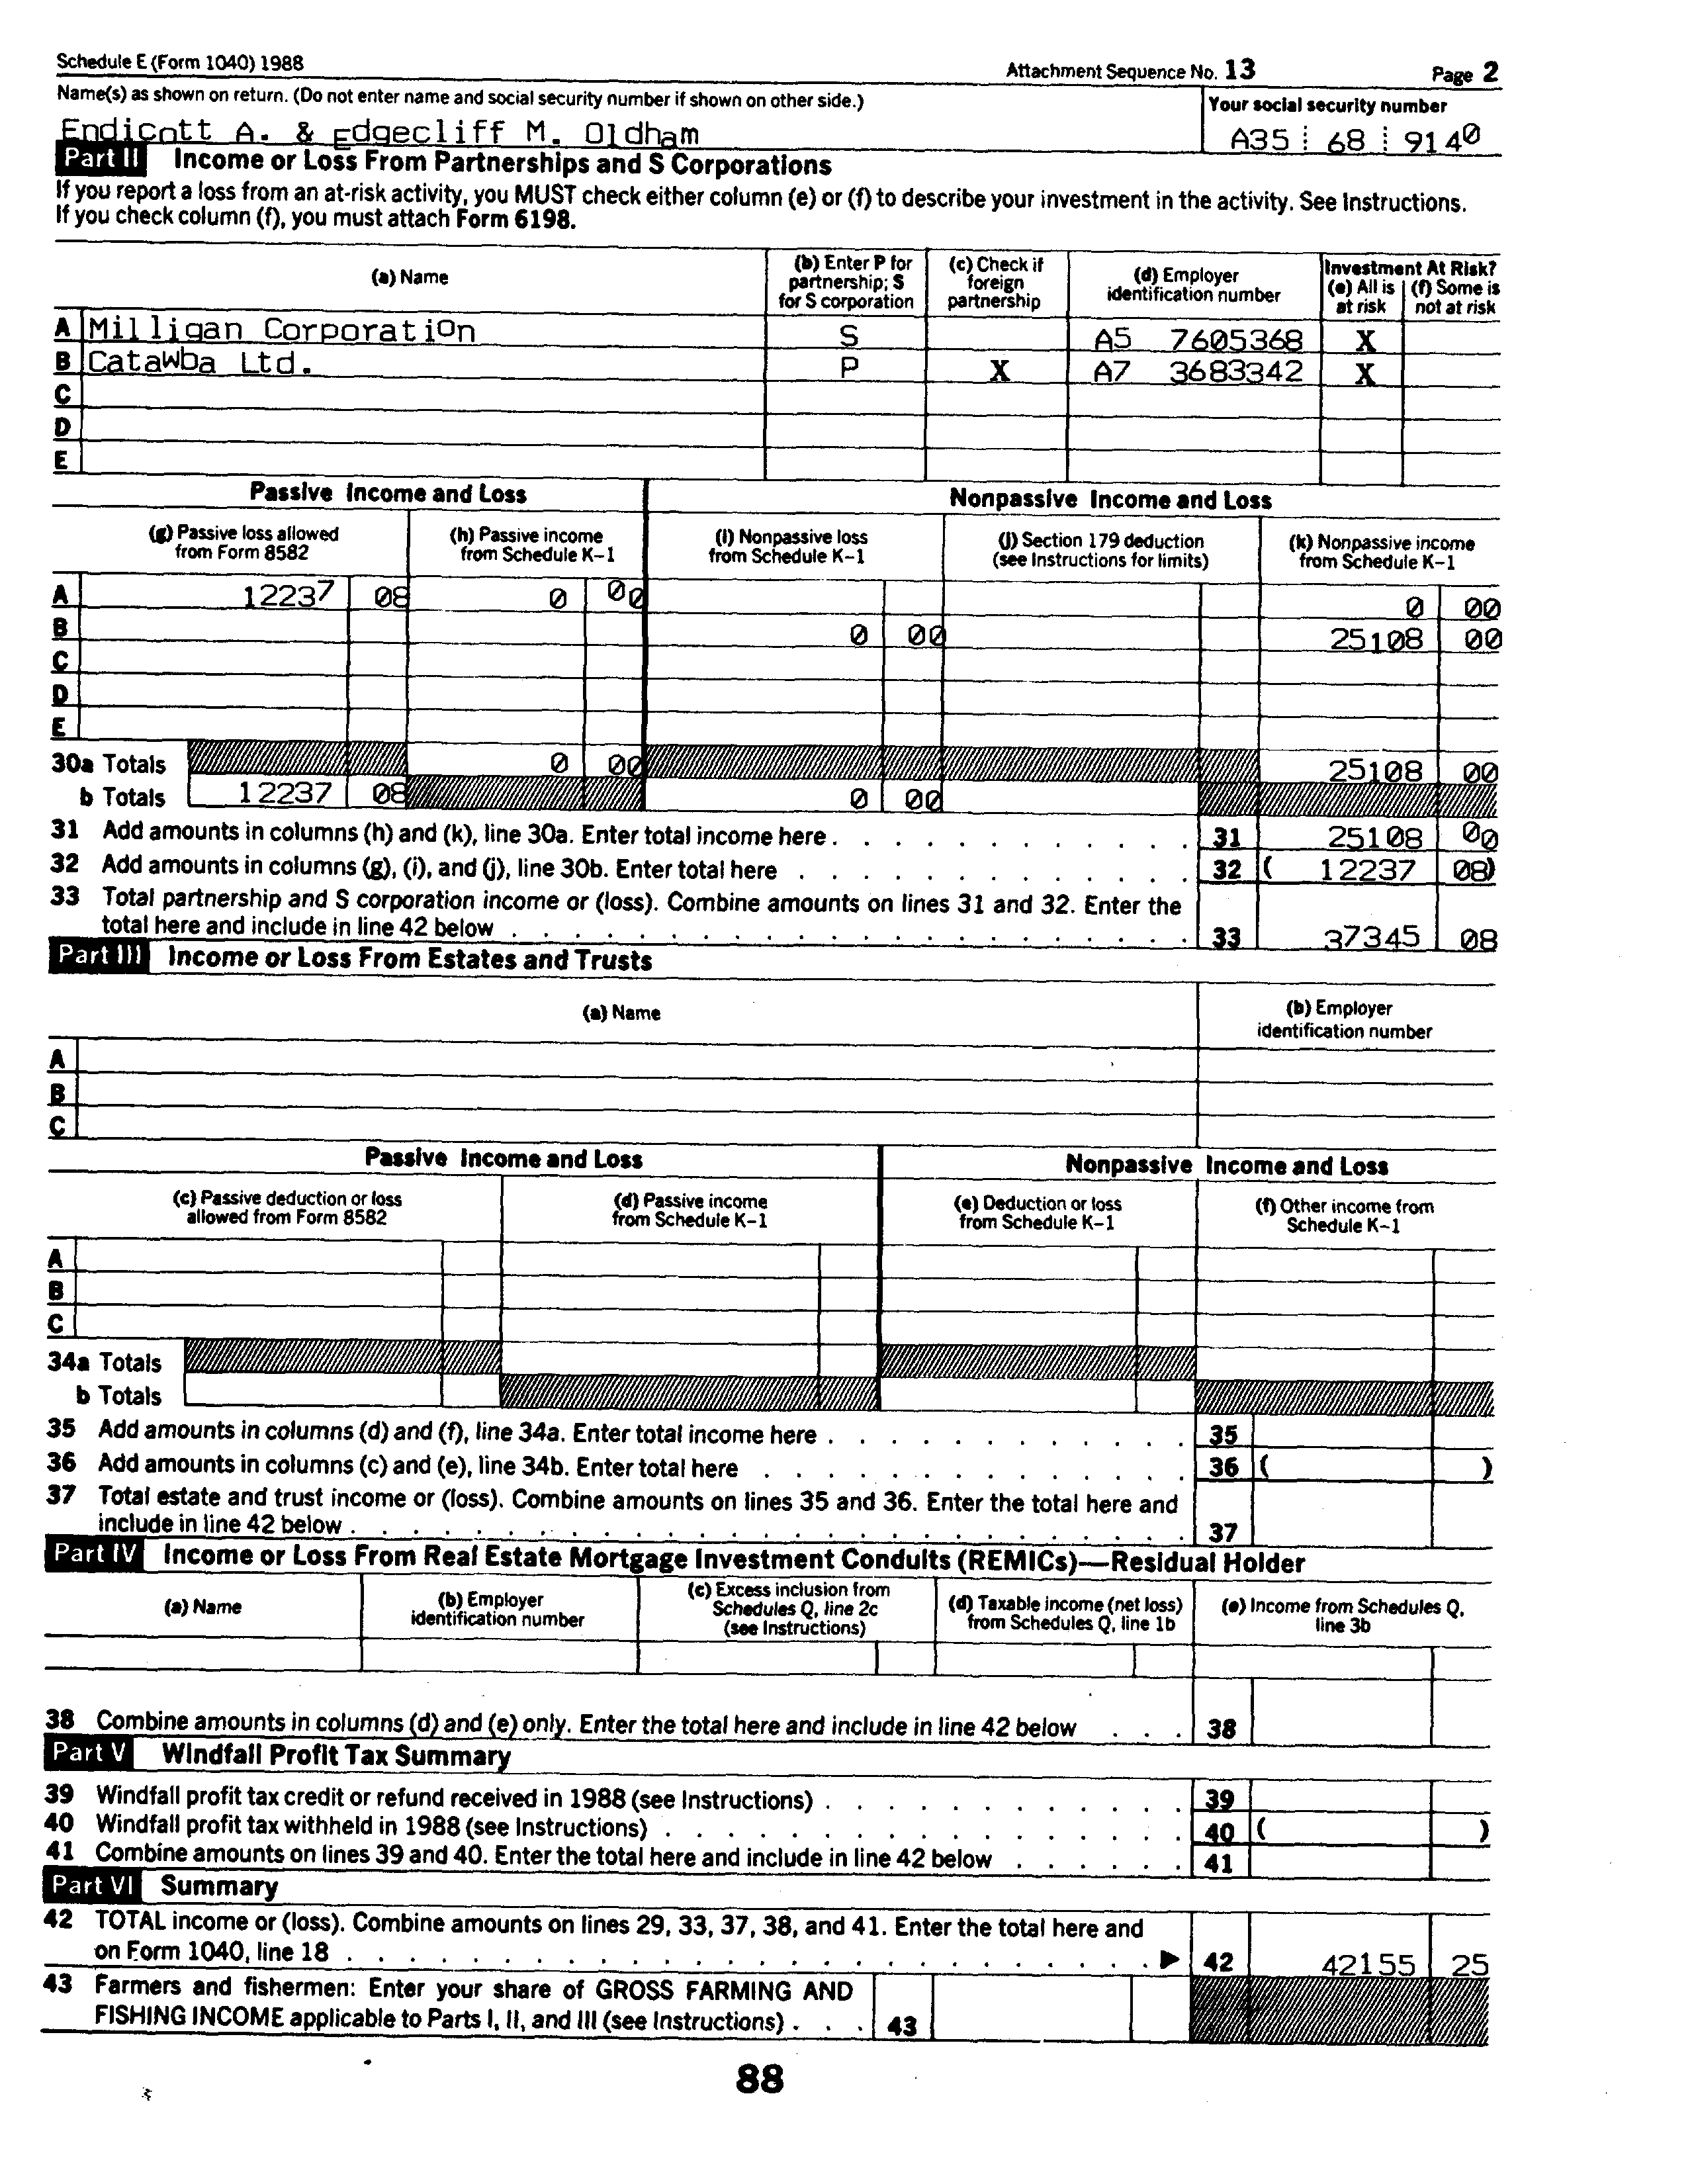 Schedule E (Form 1040) 1988 Attachment Sequence No. 13 Page 2
Name(s) as shown on return. (Do not enter name and social security number if shown on other side.) Your social security number
Endicott A. & Edgecliff M. Oldham A35 68 9140
Part II Income or Loss From Partnerships and S Corporations
If you report a loss from an at-risk activity, you MUST check either column (e) or (f) to describe your investment in the activity. See Instructions.
If you check column (f), you must attach Form 6198.
(a) Name
(b) Enter P for partnership; S for S corporation
(c) Check if foreign partnership
(d) Employer identification number
Investment At Risk?
(e) All is at risk
(f) Some is not at risk
A Milligan Corporation S A5 7605368 X
B Catawba Ltd. P X A7 3683342 X
C
D
E
Passive Income and Loss Nonpassive Income and Loss
(g) Passive loss allowed from Form 8582
(h) Passive income from Schedule K-1
(i) Nonpassive loss from Schedule K-1
(j) Section 179 deduction (see Instructions for limits)
(k) Nonpassive income from Schedule K-1
A 12237 08 0 00 0 00
B 0 00 25108 00
C
D
E
30a Totals 0 00 25108 00
b Totals 12237 08 0 00
31 Add amounts in columns (h) and (k), line 30a. Enter total income here . 31 25108 00
32 Add amounts in columns (g), (i), and (j), line 30b. Enter total here 32 ( 12237 08)
33 Total partnership and S corporation income or (loss). Combine amounts on lines 31 and 32. Enter the
total here and include in line 42 below 33 37345 08
Part III Income or Loss From Estates and Trusts
(a) Name
(b) Employer identification number
A
B
C
Passive Income and Loss Nonpassive Income and Loss
(c) Passive deduction or loss allowed from Form 8582
(d) Passive income from Schedule K-1
(e) Deduction or loss from Schedule K-1
(f) Other income from Schedule K-1
A
B
C
34a Totals
b Totals
35 Add amounts in columns (d) and (f), line 34a. Enter total income here . 35
36 Add amounts in columns (c) and (e), line 34b. Enter total here 36 ( )
37 Total estate and trust income or (loss). Combine amounts on lines 35 and 36. Enter the total here and
include in line 42 below . 37
Part IV Income or Loss From Real Estate Mortgage Investment Conduits (REMICs)—Residual Holder
(a) Name
(b) Employer identification number
(c) Excess inclusion from Schedules Q, line 2c (see Instructions)
(d) Taxable income (net loss) from Schedules Q, line 1b
(e) Income from Schedules Q, line 3b
38 Combine amounts in columns (d) and (e) only. Enter the total here and include in line 42 below 38
Part V Windfall Profit Tax Summary
39 Windfall profit tax credit or refund received in 1988 (see Instructions) . 39
40 Windfall profit tax withheld in 1988 (see Instructions) . 40 ( )
41 Combine amounts on lines 39 and 40. Enter the total here and include in line 42 below 41
Part VI Summary
42 TOTAL income or (loss). Combine amounts on lines 29, 33, 37, 38, and 41. Enter the total here and
on Form 1040, line 18 ▶ 42 42155 25
43 Farmers and fishermen: Enter your share of GROSS FARMING AND
FISHING INCOME applicable to Parts I, II, and III (see Instructions) . 43
88